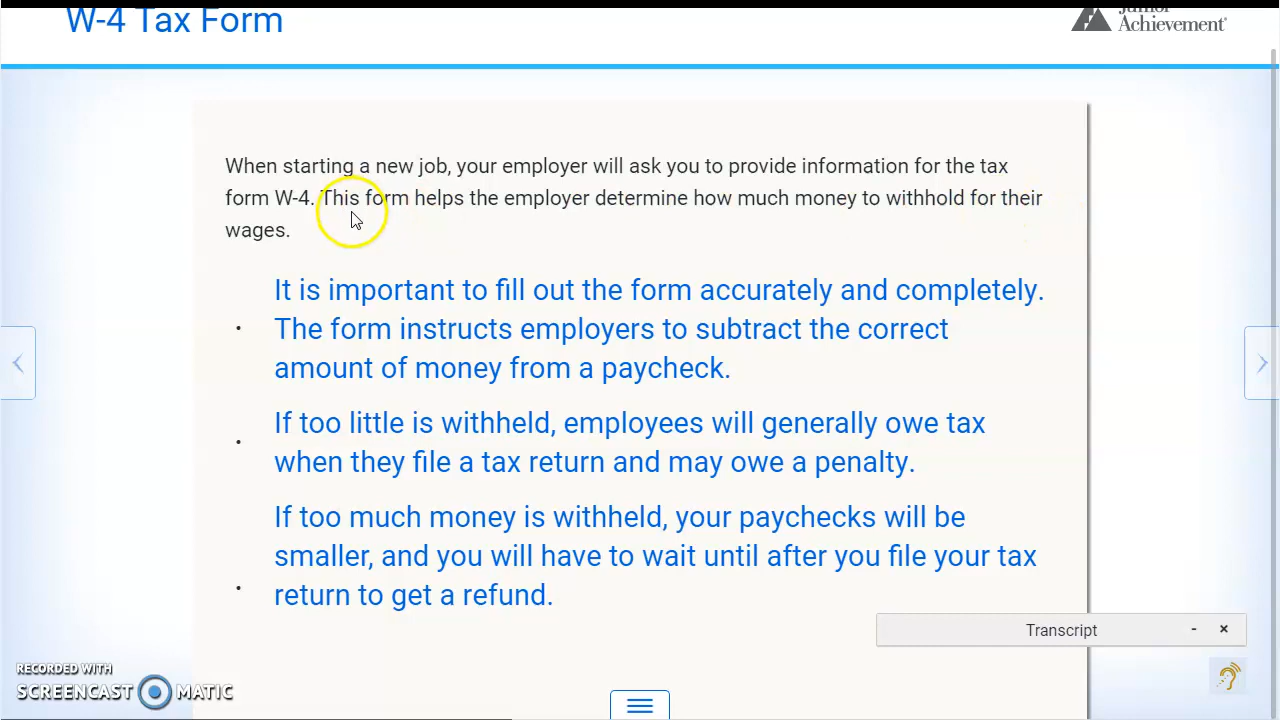 W-4 Tax Form
Junior
Achievement
When starting a new job, your employer will ask you to provide information for the tax
form W-4. This form helps the employer determine how much money to withhold for their
wages.
It is important to fill out the form accurately and completely.
The form instructs employers to subtract the correct
amount of money from a paycheck.
If too little is withheld, employees will generally owe tax
when they file a tax return and may owe a penalty.
If too much money is withheld, your paychecks will be
smaller, and you will have to wait until after you file your tax
return to get a refund.
Transcript
RECORDED WITH
SCREENCAST MATIC